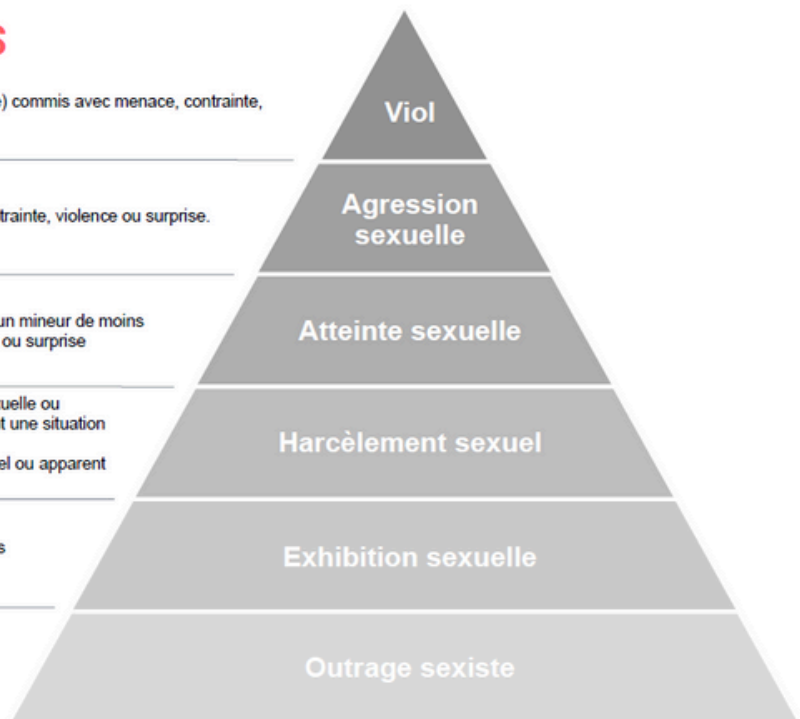 s
) commis avec menace, contrainte,
Viol
trainte, violence ou surprise.
Agression
sexuelle
un mineur de moins
ou surprise
Atteinte sexuelle
uelle ou
t une situation
el ou apparent
Harcèlement sexuel
s
Exhibition sexuelle
Outrage sexiste